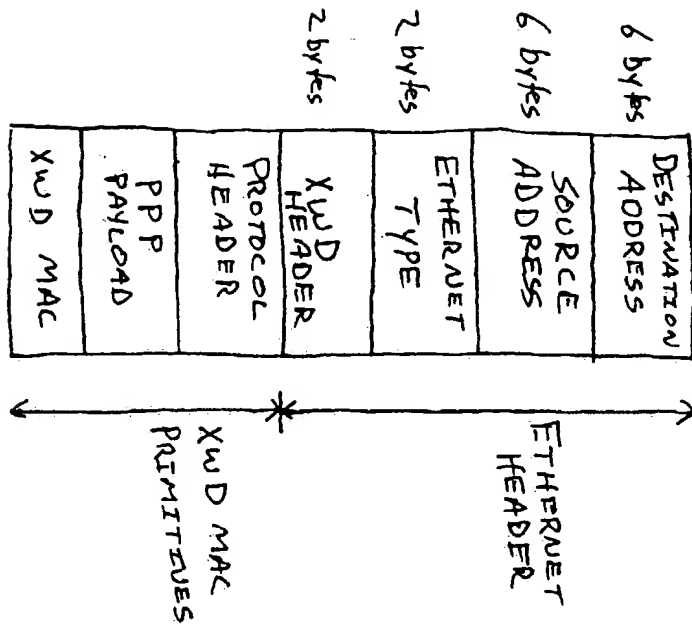 6 bytes
DESTINATION
ADDRESS
6 bytes
SOURCE
ADDRESS
2 bytes
ETHERNET
TYPE
2 bytes
XWD
HEADER
ETHERNET
HEADER
PROTOCOL
HEADER
PPP
PAYLOAD
XWD MAC
XWD MAC
PRIMITIVES